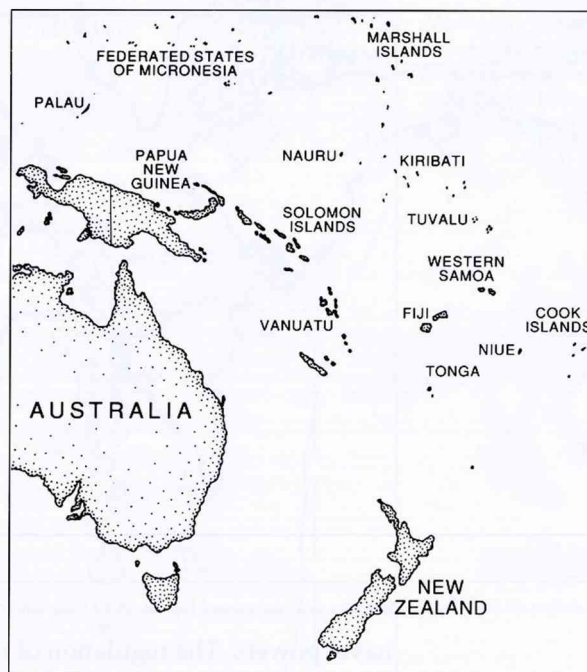 MARSHALL
ISLANDS
FEDERATED STATES
OF MICRONESIA
PALAU
PAPUA
NEW
GUINEA
NAURU
KIRIBATI
SOLOMON
ISLANDS
TUVALU
WESTERN
SAMOA
VANUATU
FIJI
COOK
ISLANDS
NIUE
TONGA
AUSTRALIA
NEW
ZEALAND